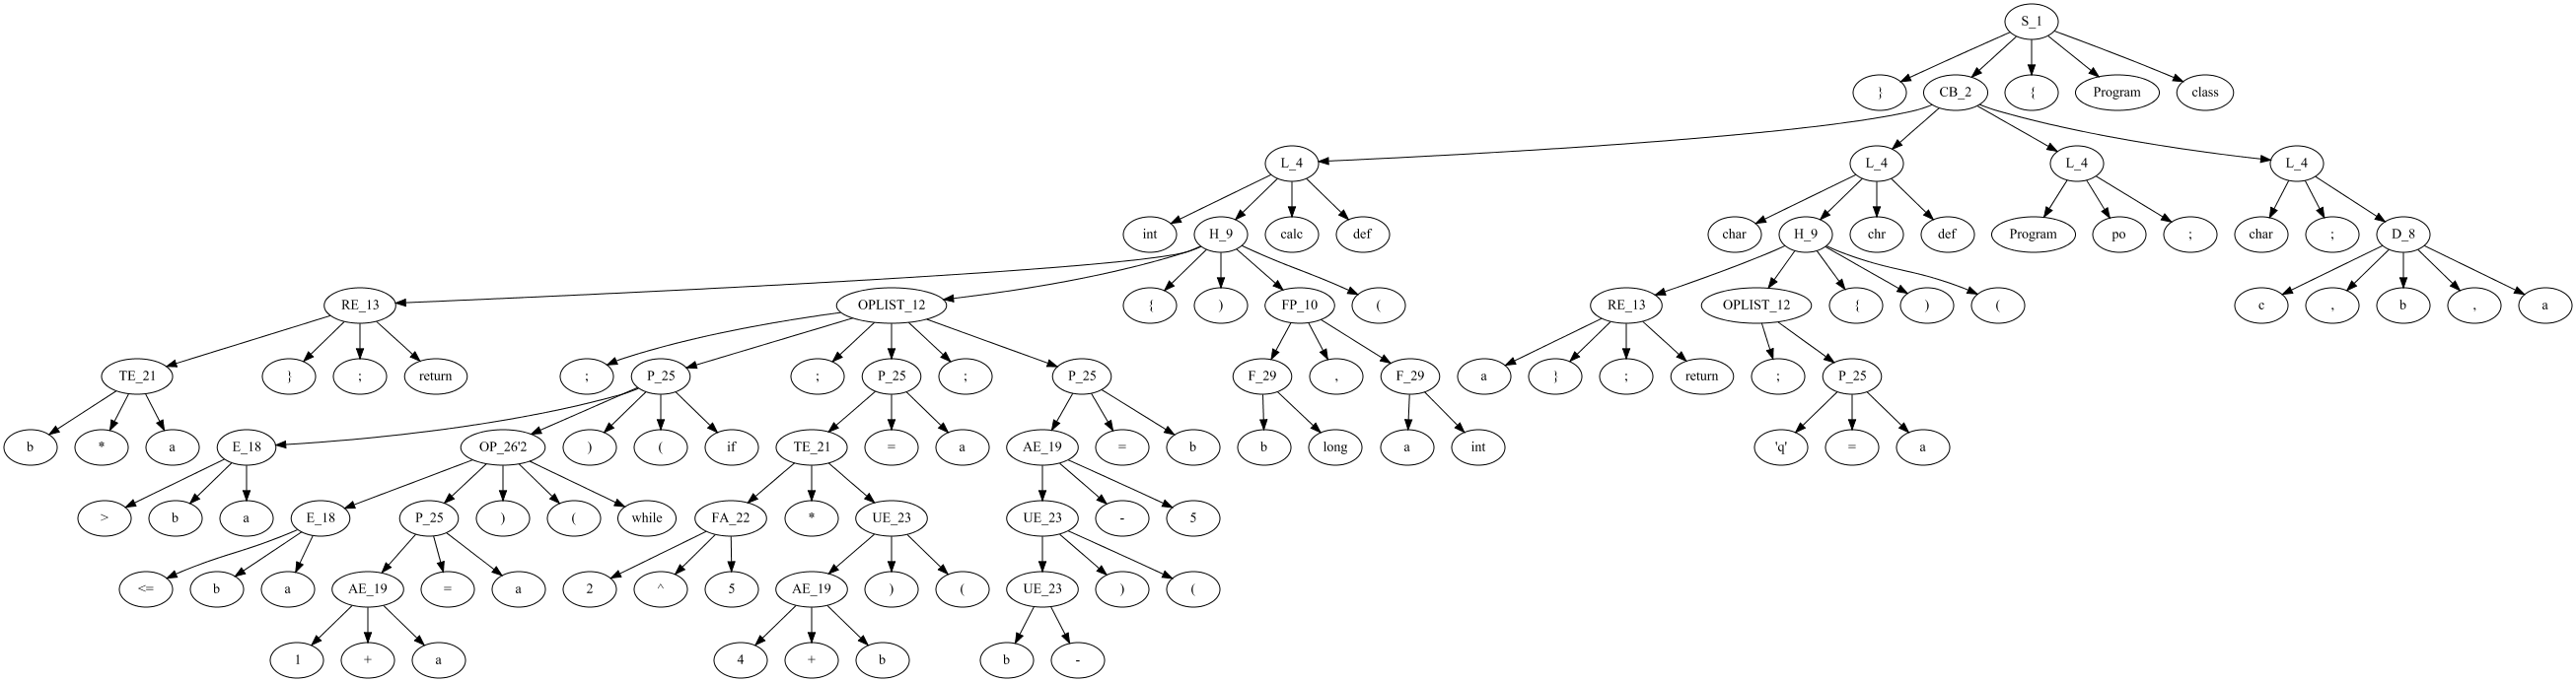 S_1
} CB_2 { Program class
L_4 L_4 L_4 L_4
int H_9 calc def char H_9 chr def Program po ; char ; D_8
RE_13 OPLIST_12 { ) FP_10 ( RE_13 OPLIST_12 { ) ( c , b , a
TE_21 } ; return ; P_25 ; P_25 ; P_25 F_29 , F_29 a } ; return ; P_25
b * a E_18 OP_26'2 ) ( if TE_21 = a AE_19 = b b long a int 'q' = a
> b a E_18 P_25 ) ( while FA_22 * UE_23 UE_23 - 5
<= b a AE_19 = a 2 ^ 5 AE_19 ) ( UE_23 ) (
1 + a 4 + b b -